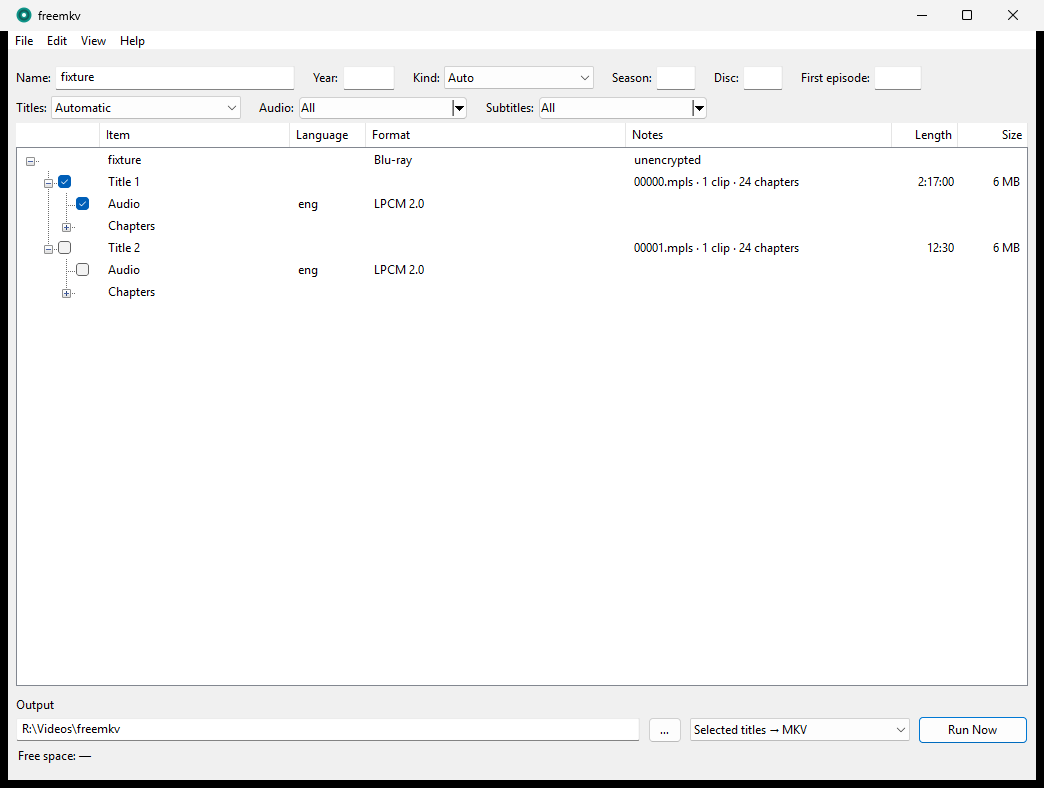 freemkv
File Edit View Help
Name: fixture Year: Kind: Auto Season: Disc: First episode:
Titles: Automatic Audio: All Subtitles: All
Item Language Format Notes Length Size
fixture Blu-ray unencrypted
Title 1 00000.mpls · 1 clip · 24 chapters 2:17:00 6 MB
Audio eng LPCM 2.0
Chapters
Title 2 00001.mpls · 1 clip · 24 chapters 12:30 6 MB
Audio eng LPCM 2.0
Chapters
Output
R:\Videos\freemkv ... Selected titles → MKV Run Now
Free space: —